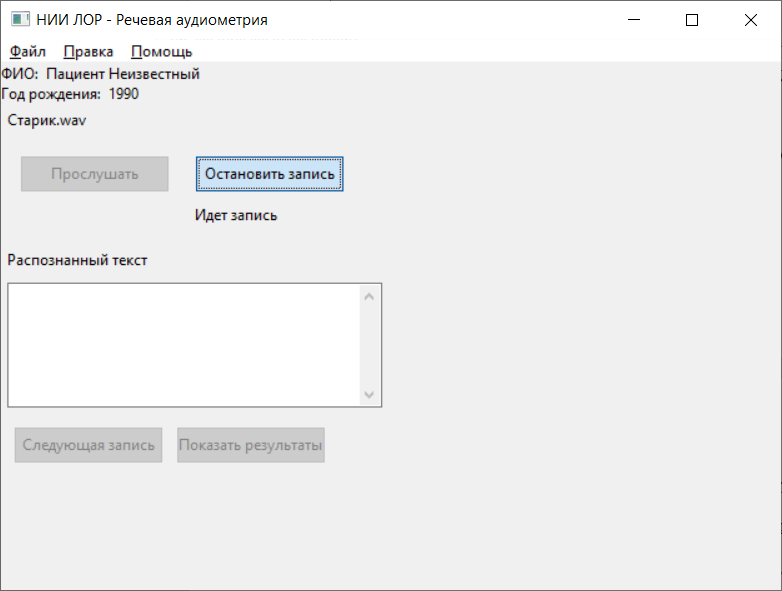 НИИ ЛОР - Речевая аудиометрия
Файл Правка Помощь
ФИО: Пациент Неизвестный
Год рождения: 1990
Старик.wav
Прослушать Остановить запись
Идет запись
Распознанный текст
Следующая запись Показать результаты